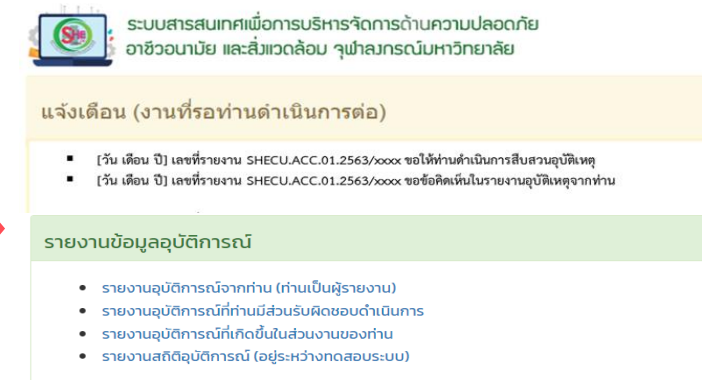 SHE
ระบบสารสนเทศเพื่อการบริหารจัดการด้านความปลอดภัย
อาชีวอนามัย และสิ่งแวดล้อม จุฬาลงกรณ์มหาวิทยาลัย
แจ้งเตือน (งานที่รอท่านดำเนินการต่อ)
[วัน เดือน ปี] เลขที่รายงาน SHECU.ACC.01.2563/xxxx ขอให้ท่านดำเนินการสืบสวนอุบัติเหตุ
[วัน เดือน ปี] เลขที่รายงาน SHECU.ACC.01.2563/xxxx ขอข้อคิดเห็นในรายงานอุบัติเหตุจากท่าน
รายงานข้อมูลอุบัติการณ์
รายงานอุบัติการณ์จากท่าน (ท่านเป็นผู้รายงาน)
รายงานอุบัติการณ์ที่ท่านมีส่วนรับผิดชอบดำเนินการ
รายงานอุบัติการณ์ที่เกิดขึ้นในส่วนงานของท่าน
รายงานสถิติอุบัติการณ์ (อยู่ระหว่างทดสอบระบบ)